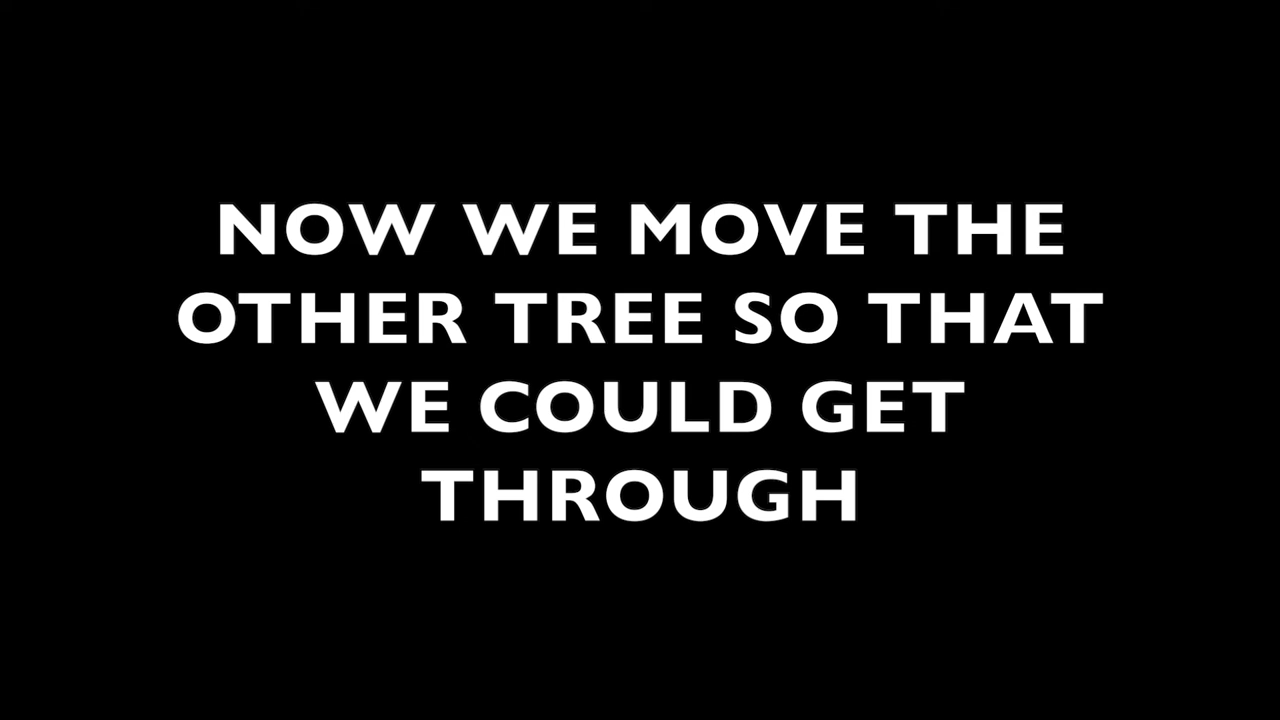 NOW WE MOVE THE
OTHER TREE SO THAT
WE COULD GET
THROUGH